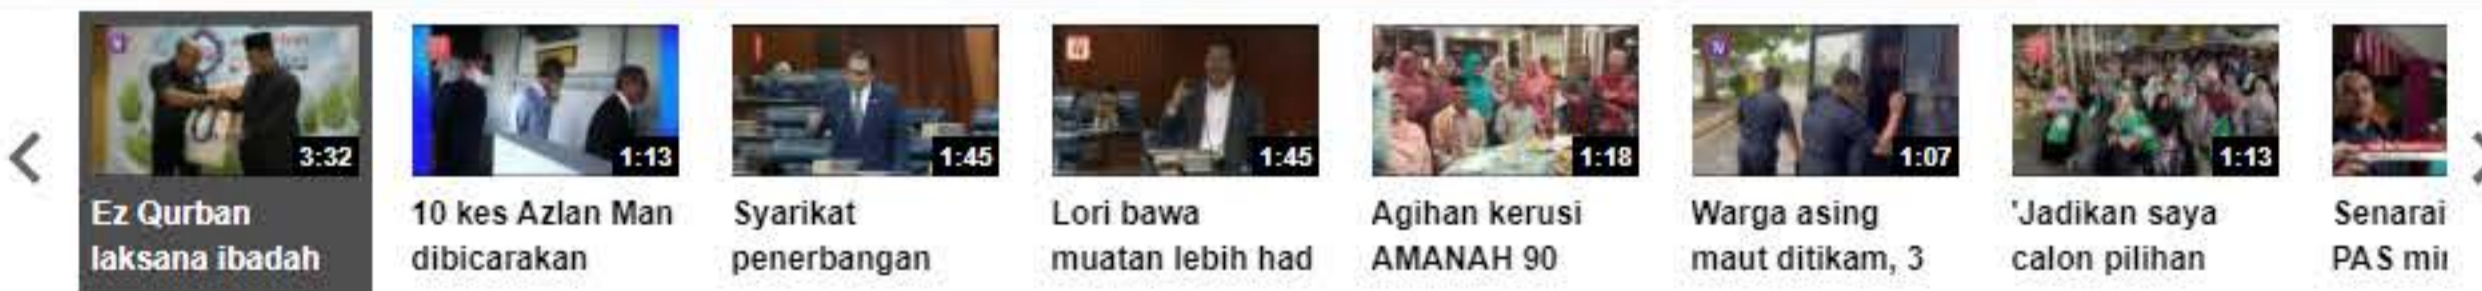 3:32
Ez Qurban
laksana ibadah
1:13
10 kes Azlan Man
dibicarakan
1:45
Syarikat
penerbangan
1:45
Lori bawa
muatan lebih had
1:18
Agihan kerusi
AMANAH 90
1:07
Warga asing
maut ditikam, 3
1:13
'Jadikan saya
calon pilihan
Senarai
PAS